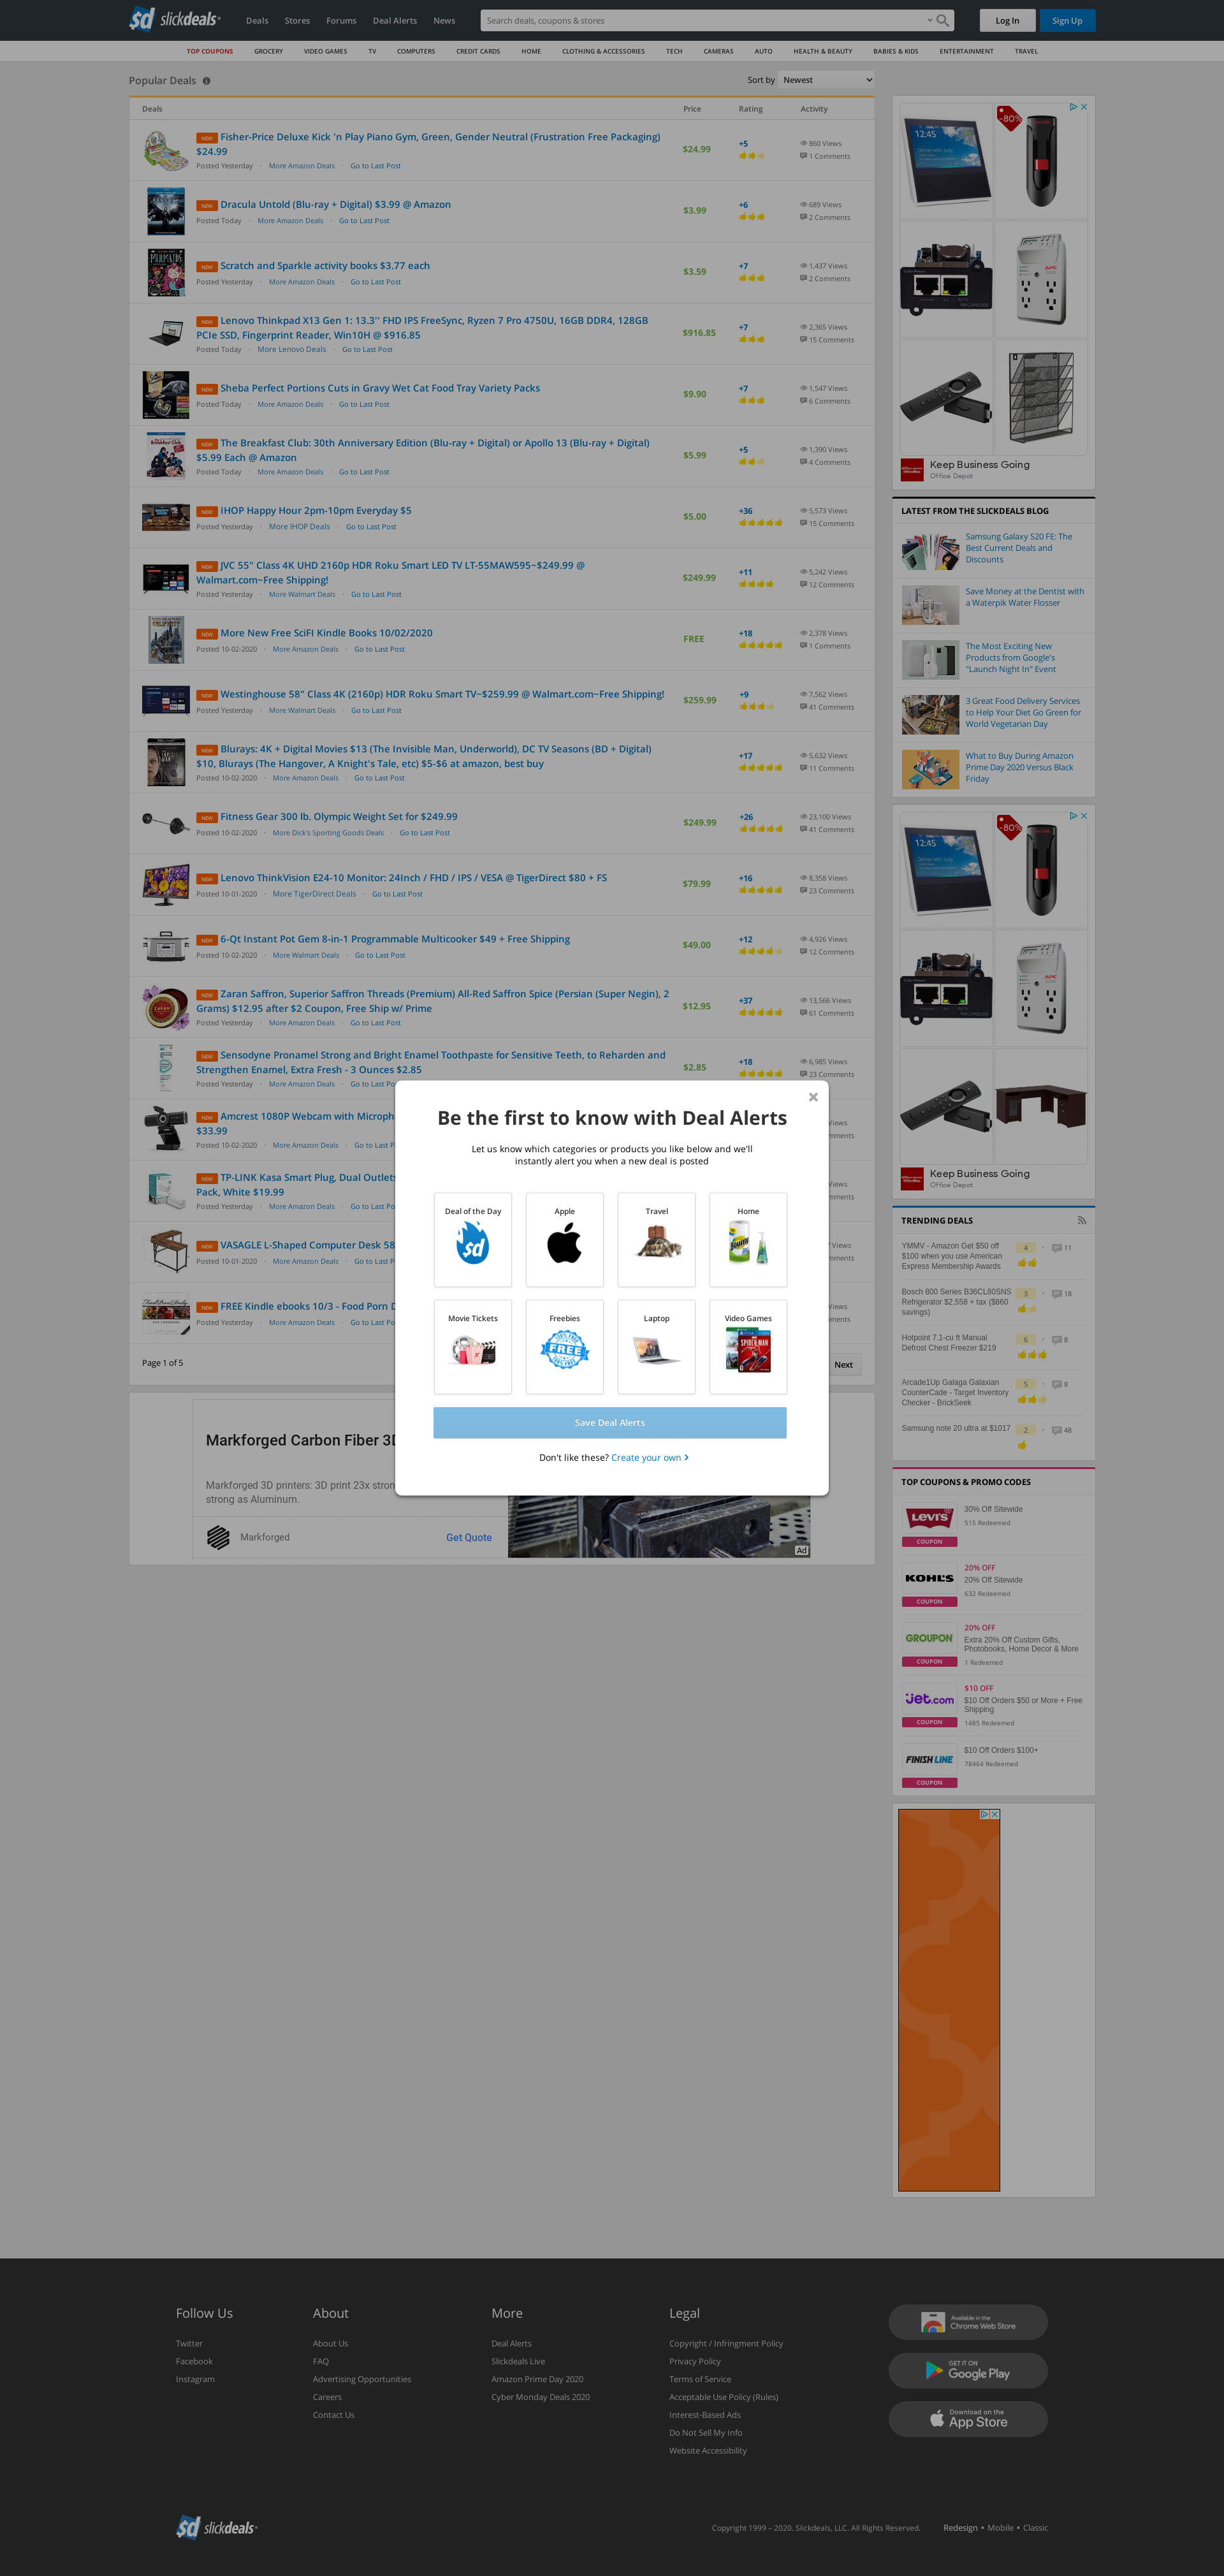 slickdeals
Deals
Stores
Forums
Deal Alerts
News
Search deals, coupons & stores
Log In
Sign Up
TOP COUPONS
GROCERY
VIDEO GAMES
TV
COMPUTERS
CREDIT CARDS
HOME
CLOTHING & ACCESSORIES
TECH
CAMERAS
AUTO
HEALTH & BEAUTY
BABIES & KIDS
ENTERTAINMENT
TRAVEL
Popular Deals
Sort by Newest
Deals Price Rating Activity
NEW Fisher-Price Deluxe Kick 'n Play Piano Gym, Green, Gender Neutral (Frustration Free Packaging)
$24.99
Posted Yesterday · More Amazon Deals · Go to Last Post
$24.99
+5
860 Views
1 Comments
NEW Dracula Untold (Blu-ray + Digital) $3.99 @ Amazon
Posted Today · More Amazon Deals · Go to Last Post
$3.99
+6
689 Views
2 Comments
NEW Scratch and Sparkle activity books $3.77 each
Posted Yesterday · More Amazon Deals · Go to Last Post
$3.59
+7
1,437 Views
2 Comments
NEW Lenovo Thinkpad X13 Gen 1: 13.3'' FHD IPS FreeSync, Ryzen 7 Pro 4750U, 16GB DDR4, 128GB
PCIe SSD, Fingerprint Reader, Win10H @ $916.85
Posted Today · More Lenovo Deals · Go to Last Post
$916.85
+7
2,365 Views
15 Comments
NEW Sheba Perfect Portions Cuts in Gravy Wet Cat Food Tray Variety Packs
Posted Today · More Amazon Deals · Go to Last Post
$9.90
+7
1,547 Views
6 Comments
NEW The Breakfast Club: 30th Anniversary Edition (Blu-ray + Digital) or Apollo 13 (Blu-ray + Digital)
$5.99 Each @ Amazon
Posted Today · More Amazon Deals · Go to Last Post
$5.99
+5
1,390 Views
4 Comments
NEW IHOP Happy Hour 2pm-10pm Everyday $5
Posted Yesterday · More IHOP Deals · Go to Last Post
$5.00
+36
5,573 Views
15 Comments
NEW JVC 55" Class 4K UHD 2160p HDR Roku Smart LED TV LT-55MAW595~$249.99 @
Walmart.com~Free Shipping!
Posted Yesterday · More Walmart Deals · Go to Last Post
$249.99
+11
5,242 Views
12 Comments
NEW More New Free SciFI Kindle Books 10/02/2020
Posted 10-02-2020 · More Amazon Deals · Go to Last Post
FREE
+18
2,378 Views
1 Comments
NEW Westinghouse 58" Class 4K (2160p) HDR Roku Smart TV~$259.99 @ Walmart.com~Free Shipping!
Posted Yesterday · More Walmart Deals · Go to Last Post
$259.99
+9
7,562 Views
41 Comments
NEW Blurays: 4K + Digital Movies $13 (The Invisible Man, Underworld), DC TV Seasons (BD + Digital)
$10, Blurays (The Hangover, A Knight's Tale, etc) $5-$6 at amazon, best buy
Posted 10-02-2020 · More Amazon Deals · Go to Last Post
+17
5,632 Views
11 Comments
NEW Fitness Gear 300 lb. Olympic Weight Set for $249.99
Posted 10-02-2020 · More Dick's Sporting Goods Deals · Go to Last Post
$249.99
+26
23,100 Views
41 Comments
NEW Lenovo ThinkVision E24-10 Monitor: 24Inch / FHD / IPS / VESA @ TigerDirect $80 + FS
Posted 10-01-2020 · More TigerDirect Deals · Go to Last Post
$79.99
+16
8,358 Views
23 Comments
NEW 6-Qt Instant Pot Gem 8-in-1 Programmable Multicooker $49 + Free Shipping
Posted 10-02-2020 · More Walmart Deals · Go to Last Post
$49.00
+12
4,926 Views
12 Comments
NEW Zaran Saffron, Superior Saffron Threads (Premium) All-Red Saffron Spice (Persian (Super Negin), 2
Grams) $12.95 after $2 Coupon, Free Ship w/ Prime
Posted Yesterday · More Amazon Deals · Go to Last Post
$12.95
+37
13,566 Views
61 Comments
NEW Sensodyne Pronamel Strong and Bright Enamel Toothpaste for Sensitive Teeth, to Reharden and
Strengthen Enamel, Extra Fresh - 3 Ounces $2.85
Posted Yesterday · More Amazon Deals · Go to Last Pos
$2.85
+18
6,985 Views
23 Comments
NEW Amcrest 1080P Webcam with Microph
$33.99
Posted 10-02-2020 · More Amazon Deals · Go to Last P
Views
mments
NEW TP-LINK Kasa Smart Plug, Dual Outlets
Pack, White $19.99
Posted Yesterday · More Amazon Deals · Go to Last Pos
Views
mments
NEW VASAGLE L-Shaped Computer Desk 58
Posted 10-01-2020 · More Amazon Deals · Go to Last P
Views
mments
NEW FREE Kindle ebooks 10/3 - Food Porn D
Posted Yesterday · More Amazon Deals · Go to Last Pos
Views
mments
Page 1 of 5
Next
Be the first to know with Deal Alerts
Let us know which categories or products you like below and we'll
instantly alert you when a new deal is posted
Deal of the Day
Apple
Travel
Home
Movie Tickets
Freebies
FREE
Laptop
Video Games
Save Deal Alerts
Don't like these? Create your own
Markforged Carbon Fiber 3D
Markforged 3D printers: 3D print 23x stron
strong as Aluminum.
Markforged
Get Quote
Ad
12:45
-80%
Keep Business Going
Office Depot
LATEST FROM THE SLICKDEALS BLOG
Samsung Galaxy S20 FE: The
Best Current Deals and
Discounts
Save Money at the Dentist with
a Waterpik Water Flosser
The Most Exciting New
Products from Google's
"Launch Night In" Event
3 Great Food Delivery Services
to Help Your Diet Go Green for
World Vegetarian Day
What to Buy During Amazon
Prime Day 2020 Versus Black
Friday
12:45
-80%
Keep Business Going
Office Depot
TRENDING DEALS
YMMV - Amazon Get $50 off
$100 when you use American
Express Membership Awards
4 · 11
Bosch 800 Series B36CL80SNS
Refrigerator $2,558 + tax ($860
savings)
3 · 18
Hotpoint 7.1-cu ft Manual
Defrost Chest Freezer $219
6 · 8
Arcade1Up Galaga Galaxian
CounterCade - Target Inventory
Checker - BrickSeek
5 · 8
Samsung note 20 ultra at $1017
2 · 48
TOP COUPONS & PROMO CODES
LEVI'S
COUPON
30% Off Sitewide
515 Redeemed
KOHL'S
COUPON
20% OFF
20% Off Sitewide
632 Redeemed
GROUPON
COUPON
20% OFF
Extra 20% Off Custom Gifts,
Photobooks, Home Decor & More
1 Redeemed
jet.com
COUPON
$10 OFF
$10 Off Orders $50 or More + Free
Shipping
1485 Redeemed
FINISH LINE
COUPON
$10 Off Orders $100+
78464 Redeemed
Follow Us
Twitter
Facebook
Instagram
About
About Us
FAQ
Advertising Opportunities
Careers
Contact Us
More
Deal Alerts
Slickdeals Live
Amazon Prime Day 2020
Cyber Monday Deals 2020
Legal
Copyright / Infringment Policy
Privacy Policy
Terms of Service
Acceptable Use Policy (Rules)
Interest-Based Ads
Do Not Sell My Info
Website Accessibility
Available in the
Chrome Web Store
GET IT ON
Google Play
Download on the
App Store
slickdeals
Copyright 1999 – 2020. Slickdeals, LLC. All Rights Reserved.
Redesign • Mobile • Classic